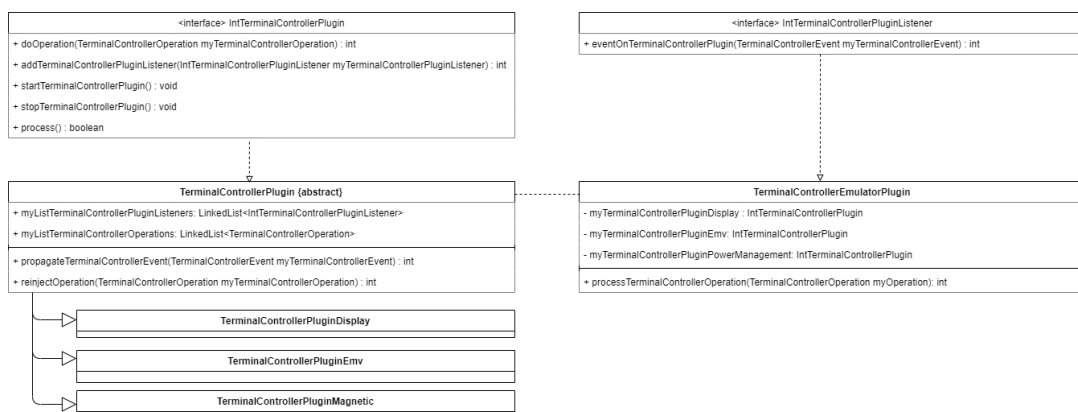 <interface> IntTerminalControllerPlugin
+ doOperation(TerminalControllerOperation myTerminalControllerOperation) : int
+ addTerminalControllerPluginListener(IntTerminalControllerPluginListener myTerminalControllerPluginListener) : int
+ startTerminalControllerPlugin() : void
+ stopTerminalControllerPlugin() : void
+ process() : boolean
<interface> IntTerminalControllerPluginListener
+ eventOnTerminalControllerPlugin(TerminalControllerEvent myTerminalControllerEvent) : int
TerminalControllerPlugin {abstract}
+ myListTerminalControllerPluginListeners: LinkedList<IntTerminalControllerPluginListener>
+ myListTerminalControllerOperations: LinkedList<TerminalControllerOperation>
+ propagateTerminalControllerEvent(TerminalControllerEvent myTerminalControllerEvent) : int
+ reinjectOperation(TerminalControllerOperation myTerminalControllerOperation) : int
TerminalControllerEmulatorPlugin
- myTerminalControllerPluginDisplay : IntTerminalControllerPlugin
- myTerminalControllerPluginEmv: IntTerminalControllerPlugin
- myTerminalControllerPluginPowerManagement: IntTerminalControllerPlugin
+ processTerminalControllerOperation(TerminalControllerOperation myOperation): int
TerminalControllerPluginDisplay
TerminalControllerPluginEmv
TerminalControllerPluginMagnetic